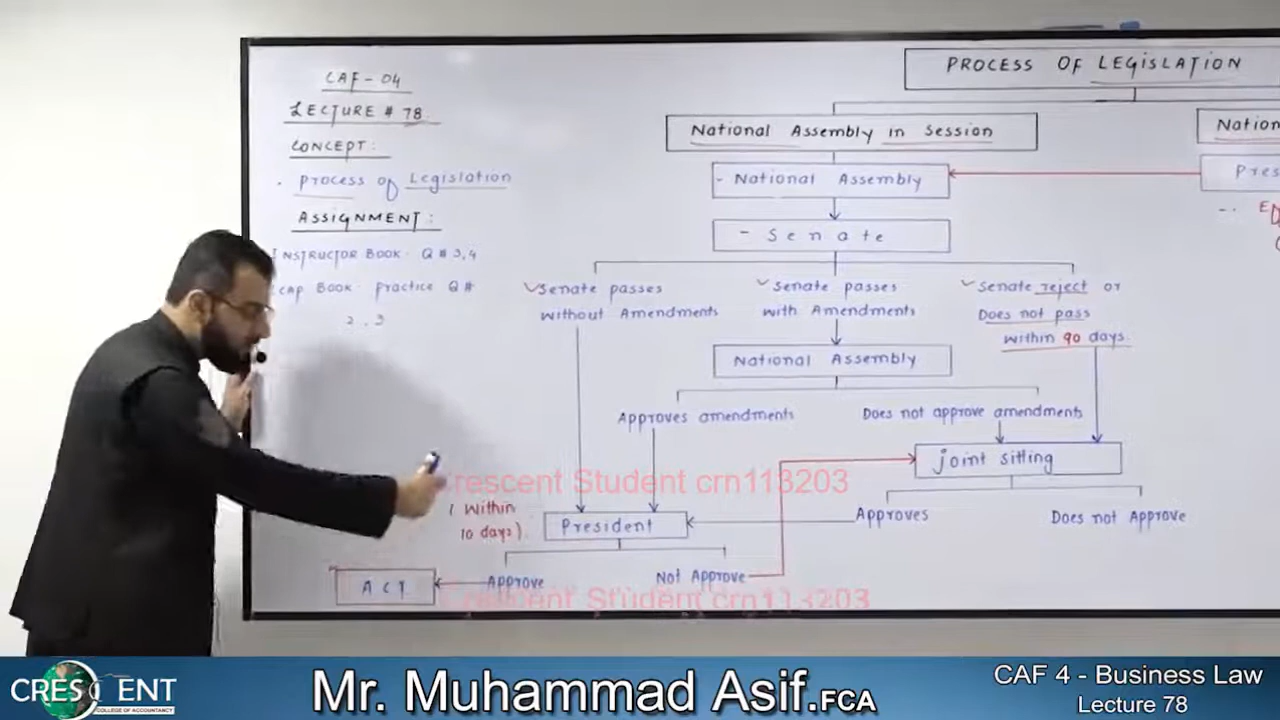 CAF - 04
LECTURE # 78
CONCEPT:
. Process of Legislation
ASSIGNMENT:
INSTRUCTOR BOOK. Q # 3,4
CAP BOOK: Practice Q #
2, 3
PROCESS OF LEGISLATION
National Assembly in Session
- National Assembly
- Senate
Senate passes
without Amendments
Senate passes
with Amendments
Senate reject or
Does not pass
within 90 days.
National Assembly
Approves amendments
Does not approve amendments
joint sitting
Approves
Does not Approve
( within
10 days)
President
Approve
Not Approve
ACT
Crescent Student crn113203
Crescent Student crn113203
CRESCENT
COLLEGE OF ACCOUNTANCY
Mr. Muhammad Asif.FCA
CAF 4 - Business Law
Lecture 78